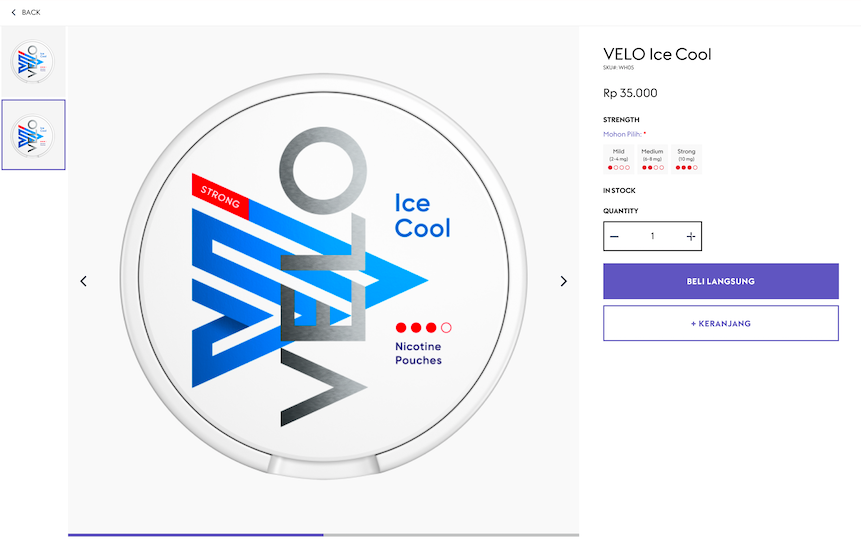 BACK
VELO Ice Cool
SKU#: WH05
Rp 35.000
STRENGTH
Mohon Pilih: *
Mild
(2-4 mg)
Medium
(6-8 mg)
Strong
(10 mg)
IN STOCK
QUANTITY
1
BELI LANGSUNG
+ KERANJANG
STRONG
VELO
Ice
Cool
Nicotine
Pouches